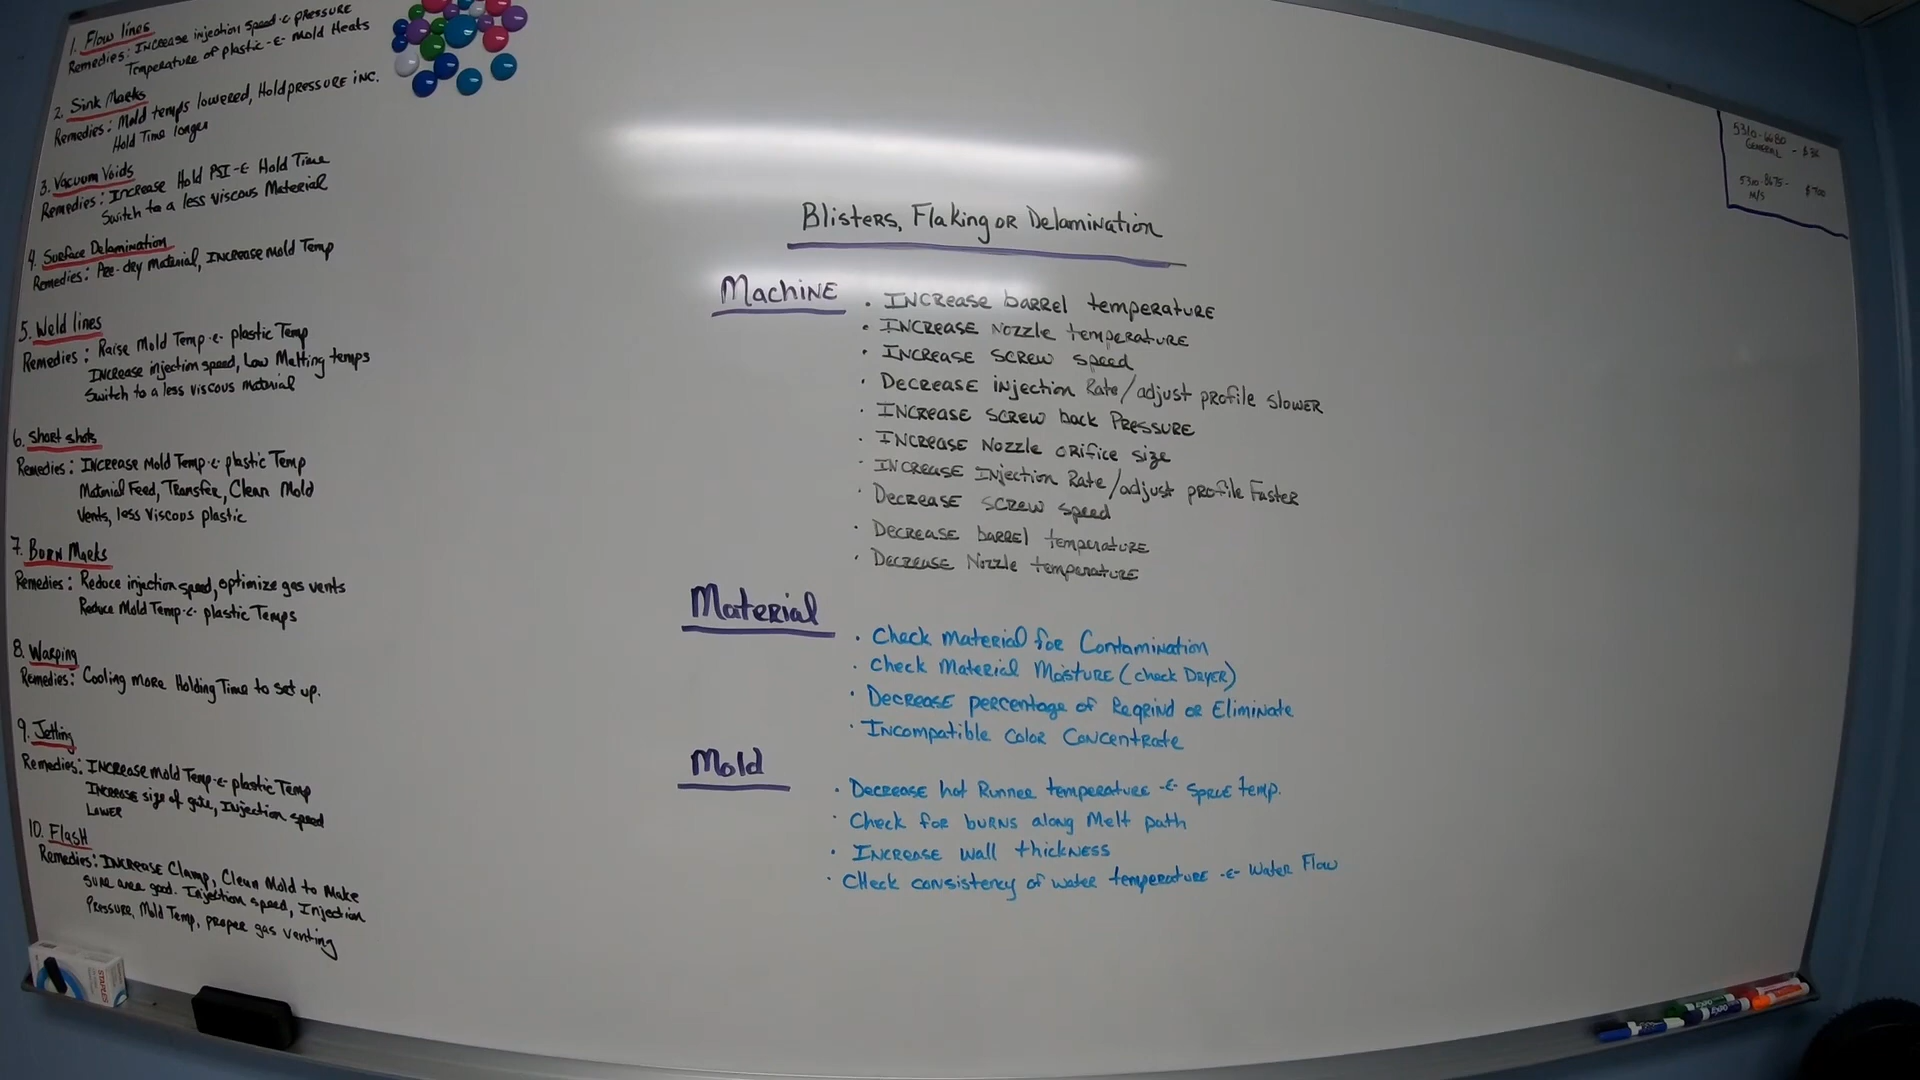 1. Flow lines
Remedies: Increase injection speed & pressure
Temperature of plastic & Mold Heats
2. Sink Marks
Remedies: Mold temps lowered, Hold pressure inc.
Hold Time longer
3. Vacuum Voids
Remedies: Increase Hold PSI & Hold Time
Switch to a less viscous Material
4. Surface Delamination
Remedies: Pre-dry material, Increase mold Temp
5. Weld lines
Remedies: Raise Mold Temp & plastic Temp
Increase injection speed, Low Melting temps
Switch to a less viscous material
6. Short shots
Remedies: Increase Mold Temp & plastic Temp
Material Feed, Transfer, Clean Mold
Vents, less viscous plastic
7. Burn Marks
Remedies: Reduce injection speed, optimize gas vents
Reduce Mold Temp & plastic Temps
8. Warping
Remedies: Cooling more Holding Time to set up.
9. Jetting
Remedies: Increase mold Temp & plastic Temp
Increase size of gate, Injection speed
Lower
10. Flash
Remedies: Increase Clamp, Clean Mold to Make
sure area good. Injection speed, Injection
Pressure, Mold Temp, proper gas venting
Blisters, Flaking or Delamination
Machine
• Increase barrel temperature
• Increase Nozzle temperature
• Increase screw speed
• Decrease injection Rate/adjust profile slower
• Increase screw back Pressure
• Increase Nozzle orifice size
• Increase Injection Rate/adjust profile Faster
• Decrease screw speed
• Decrease barrel temperature
• Decrease Nozzle temperature
Material
• Check material for Contamination
• Check Material Moisture (check Dryer)
• Decrease percentage of Regrind or Eliminate
• Incompatible Color Concentrate
Mold
• Decrease hot Runner temperature & Sprue temp.
• Check for burns along Melt path
• Increase wall thickness
• Check consistency of water temperature & Water Flow
5310-6680
General - $3K
5310-8675-
M/S $700
STAPLES